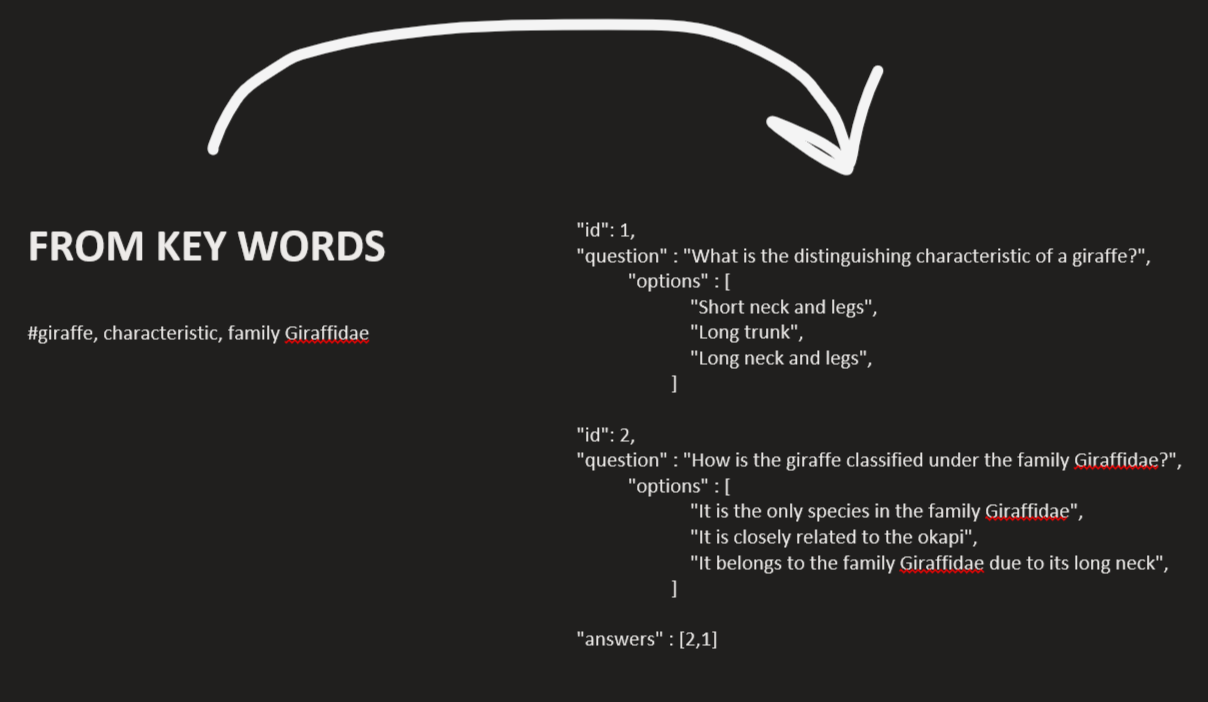 FROM KEY WORDS
#giraffe, characteristic, family Giraffidae
"id": 1,
"question" : "What is the distinguishing characteristic of a giraffe?",
"options" : [
"Short neck and legs",
"Long trunk",
"Long neck and legs",
]
"id": 2,
"question" : "How is the giraffe classified under the family Giraffidae?",
"options" : [
"It is the only species in the family Giraffidae",
"It is closely related to the okapi",
"It belongs to the family Giraffidae due to its long neck",
]
"answers" : [2,1]